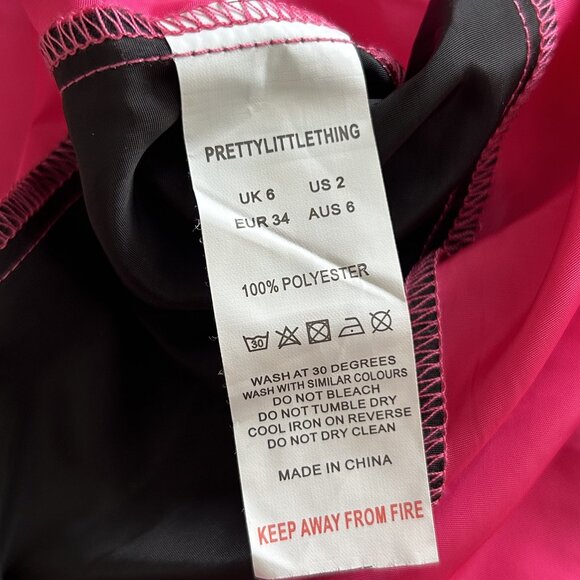 PRETTYLITTLETHING
UK 6 US 2
EUR 34 AUS 6
100% POLYESTER
30
WASH AT 30 DEGREES
WASH WITH SIMILAR COLOURS
DO NOT BLEACH
DO NOT TUMBLE DRY
COOL IRON ON REVERSE
DO NOT DRY CLEAN
MADE IN CHINA
KEEP AWAY FROM FIRE